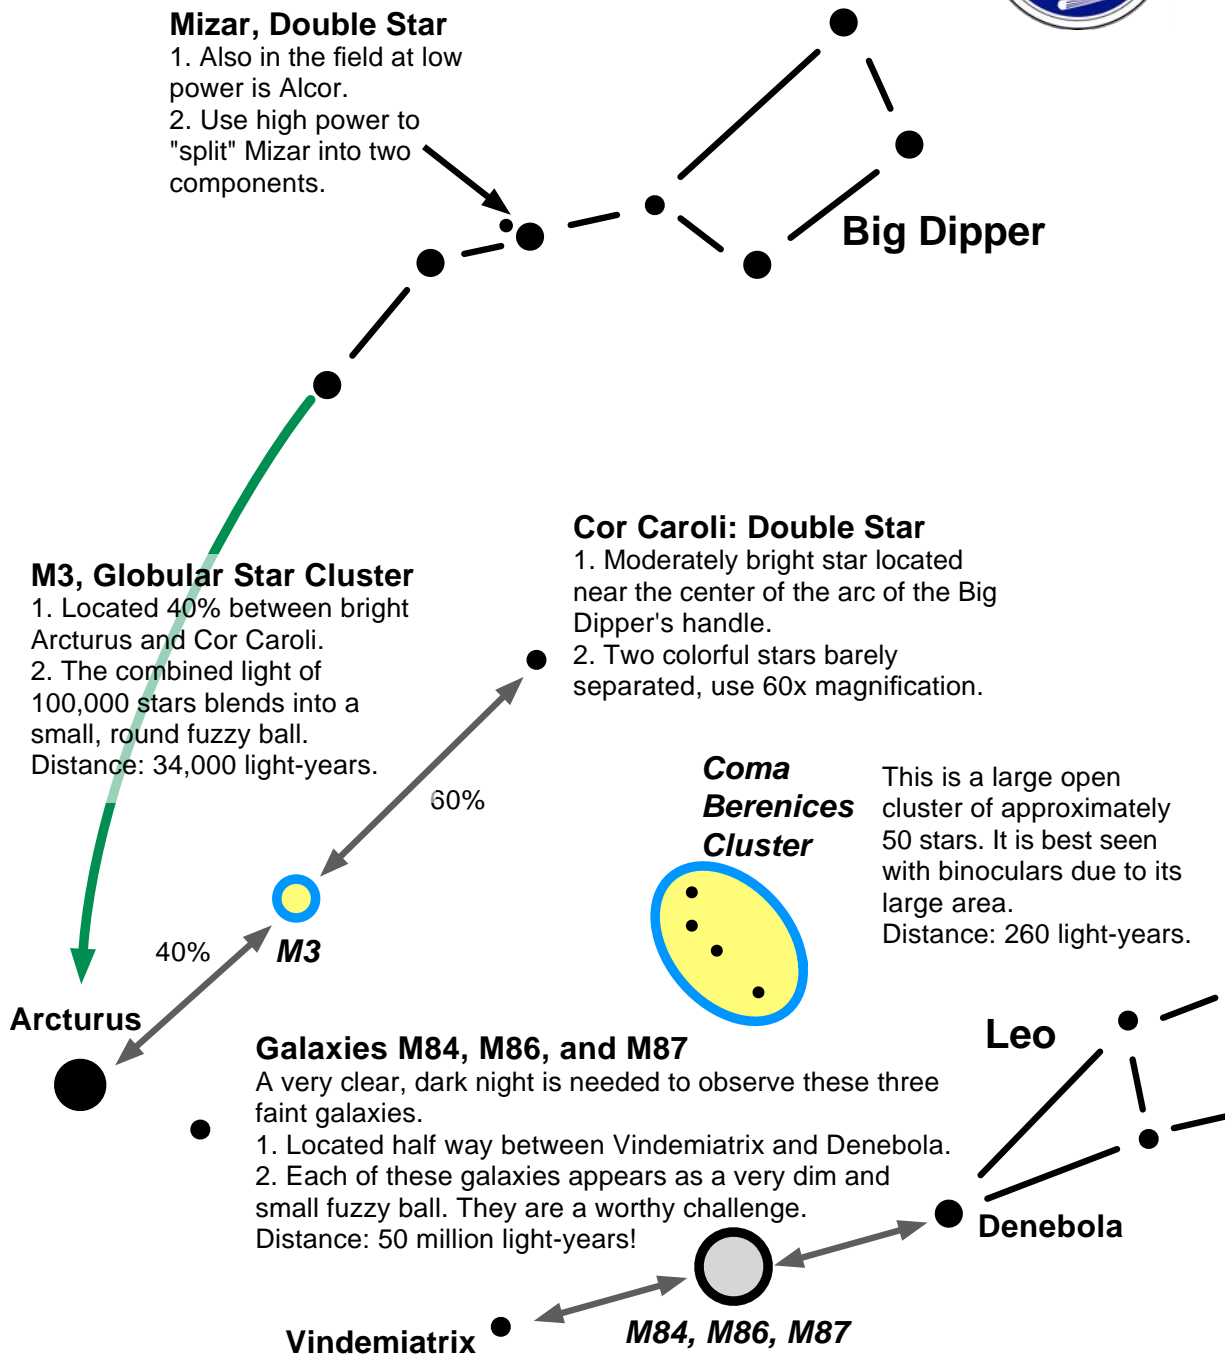 Mizar, Double Star
1. Also in the field at low
power is Alcor.
2. Use high power to
"split" Mizar into two
components.
Big Dipper
Cor Caroli: Double Star
1. Moderately bright star located
near the center of the arc of the Big
Dipper's handle.
2. Two colorful stars barely
separated, use 60x magnification.
M3, Globular Star Cluster
1. Located 40% between bright
Arcturus and Cor Caroli.
2. The combined light of
100,000 stars blends into a
small, round fuzzy ball.
Distance: 34,000 light-years.
60%
Coma
Berenices
Cluster
This is a large open
cluster of approximately
50 stars. It is best seen
with binoculars due to its
large area.
Distance: 260 light-years.
40%
M3
Arcturus
Leo
Galaxies M84, M86, and M87
A very clear, dark night is needed to observe these three
faint galaxies.
1. Located half way between Vindemiatrix and Denebola.
2. Each of these galaxies appears as a very dim and
small fuzzy ball. They are a worthy challenge.
Distance: 50 million light-years!
Denebola
Vindemiatrix
M84, M86, M87